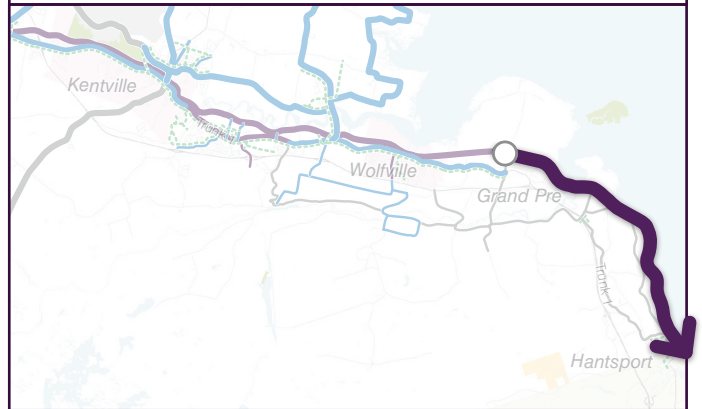 Kentville
Trunk 1
Wolfville
Grand Pre
Trunk 1
Hantsport